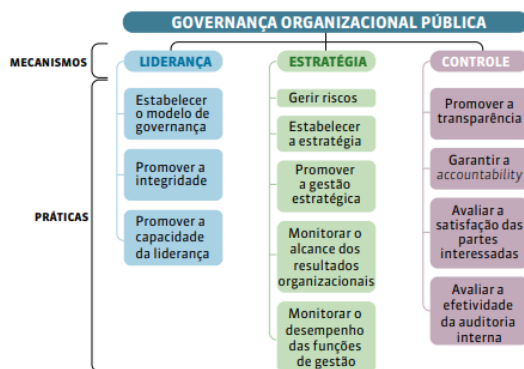 GOVERNANÇA ORGANIZACIONAL PÚBLICA
MECANISMOS
LIDERANÇA
ESTRATÉGIA
CONTROLE
PRÁTICAS
Estabelecer
o modelo de
governança
Promover a
integridade
Promover a
capacidade
da liderança
Gerir riscos
Estabelecer
a estratégia
Promover
a gestão
estratégica
Monitorar o
alcance dos
resultados
organizacionais
Monitorar o
desempenho
das funções
de gestão
Promover a
transparência
Garantir a
accountability
Avaliar a
satisfação das
partes
interessadas
Avaliar a
efetividade
da auditoria
interna